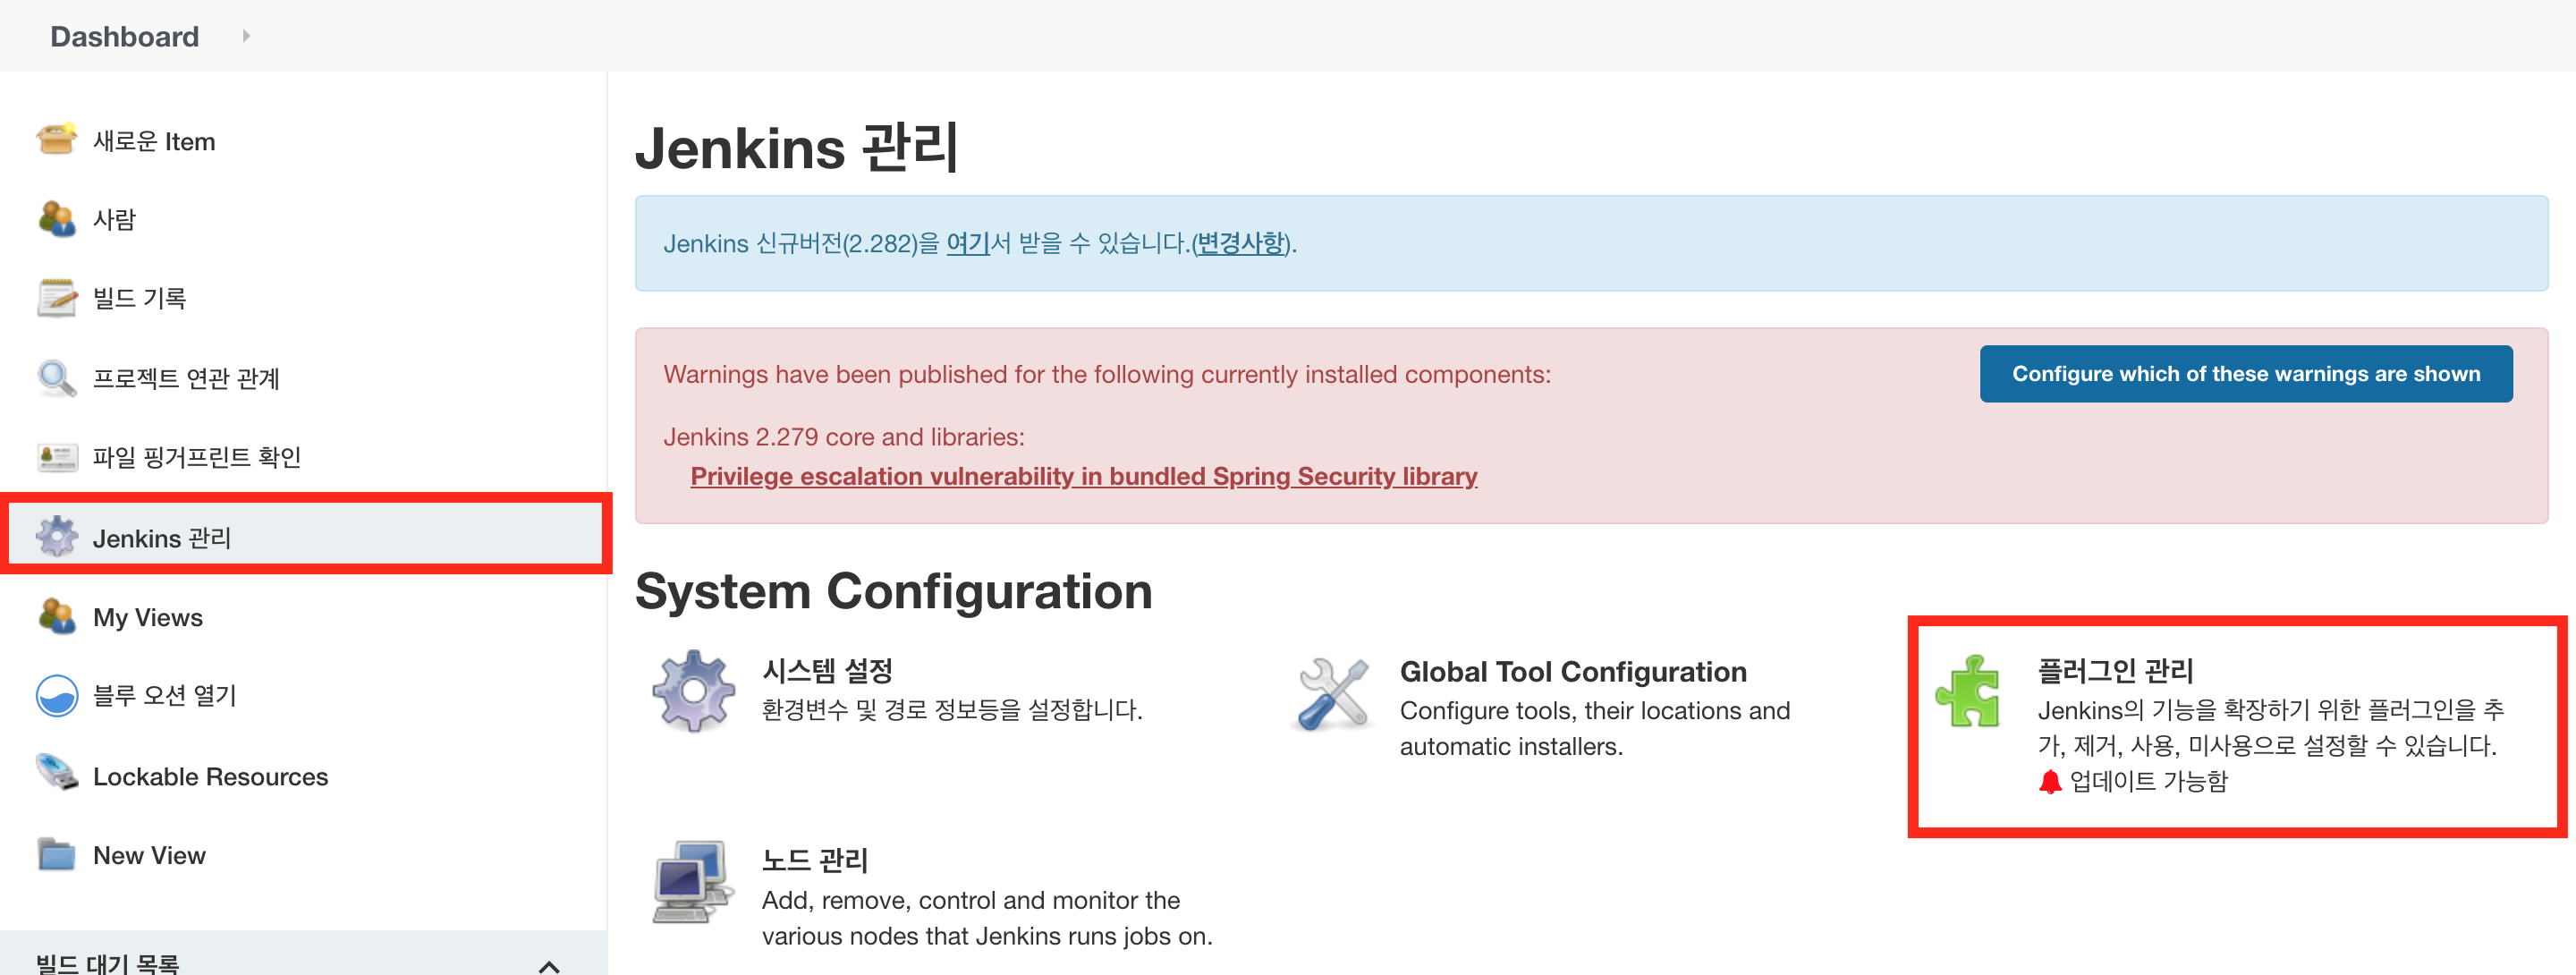 Dashboard
새로운 Item
사람
빌드 기록
프로젝트 연관 관계
파일 핑거프린트 확인
Jenkins 관리
My Views
블루 오션 열기
Lockable Resources
New View
빌드 대기 목록
Jenkins 관리
Jenkins 신규버전(2.282)을 여기서 받을 수 있습니다.(변경사항).
Warnings have been published for the following currently installed components:
Configure which of these warnings are shown
Jenkins 2.279 core and libraries:
Privilege escalation vulnerability in bundled Spring Security library
System Configuration
시스템 설정
환경변수 및 경로 정보등을 설정합니다.
Global Tool Configuration
Configure tools, their locations and
automatic installers.
플러그인 관리
Jenkins의 기능을 확장하기 위한 플러그인을 추
가, 제거, 사용, 미사용으로 설정할 수 있습니다.
업데이트 가능함
노드 관리
Add, remove, control and monitor the
various nodes that Jenkins runs jobs on.